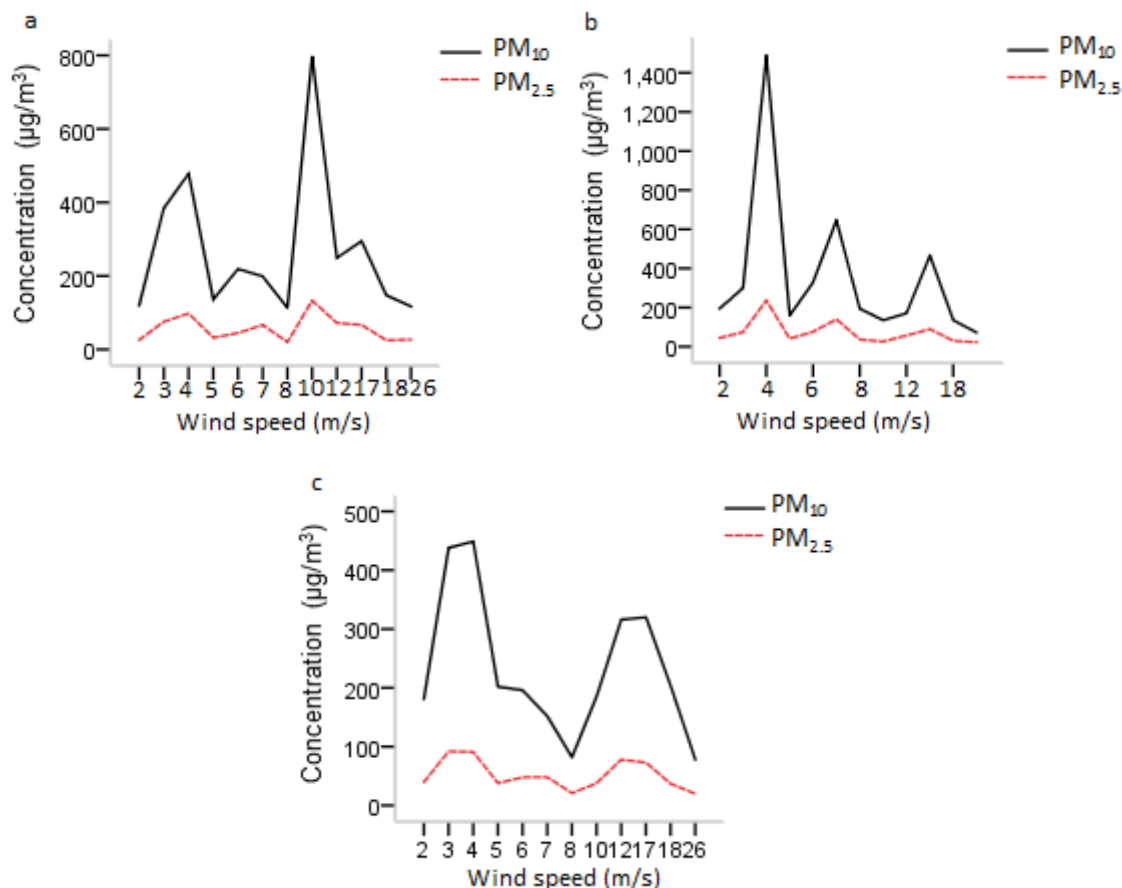 a
Concentration (µg/m³)
800
600
400
200
0
2 3 4 5 6 7 8 10 12 17 18 26
Wind speed (m/s)
PM₁₀
PM₂.₅
b
Concentration (µg/m³)
1,400
1,200
1,000
800
600
400
200
0
2 4 6 8 12 18
Wind speed (m/s)
PM₁₀
PM₂.₅
c
Concentration (µg/m³)
500
400
300
200
100
0
2 3 4 5 6 7 8 10 12 17 18 26
Wind speed (m/s)
PM₁₀
PM₂.₅